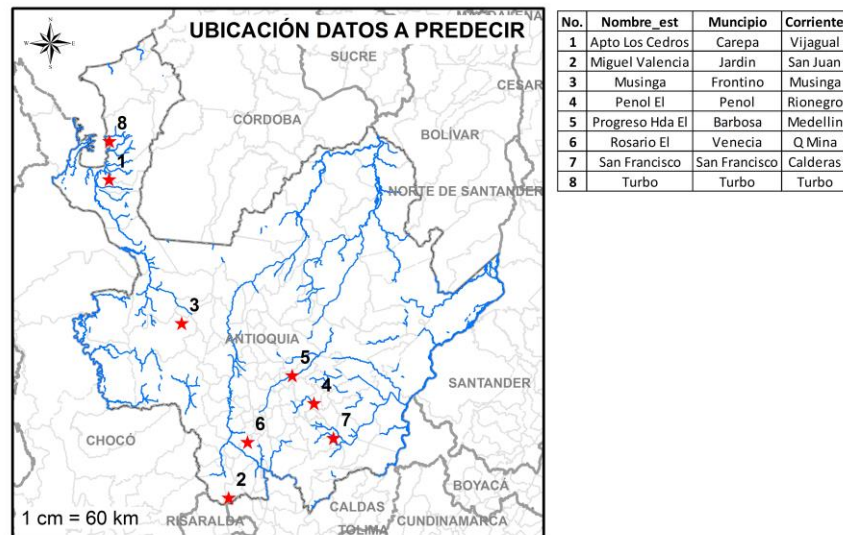 UBICACIÓN DATOS A PREDECIR
N
W E
S
SUCRE
CESAR
CÓRDOBA
BOLÍVAR
NORTE DE SANTANDER
8
1
3
ANTIOQUIA
5
4
SANTANDER
7
6
CHOCÓ
2
BOYACÁ
CALDAS
RISARALDA
CUNDINAMARCA
TOLIMA
1 cm = 60 km
No. Nombre_est Muncipio Corriente
1 Apto Los Cedros Carepa Vijagual
2 Miguel Valencia Jardin San Juan
3 Musinga Frontino Musinga
4 Penol El Penol Rionegro
5 Progreso Hda El Barbosa Medellin
6 Rosario El Venecia Q Mina
7 San Francisco San Francisco Calderas
8 Turbo Turbo Turbo